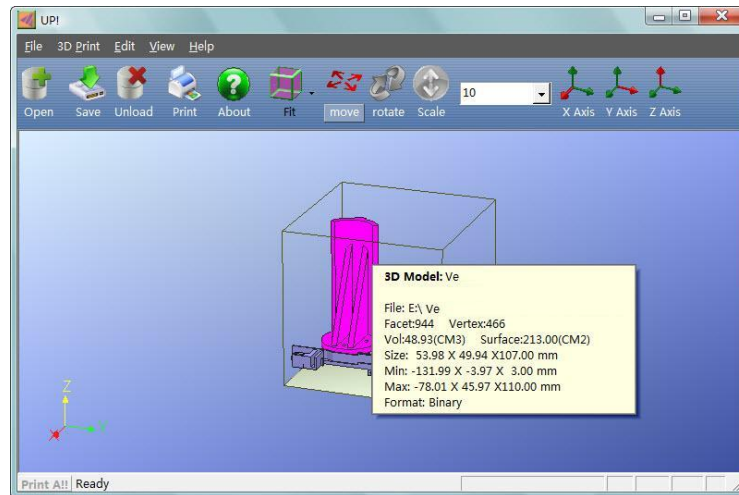 UP!
File 3D Print Edit View Help
Open Save Unload Print About Fit move rotate Scale 10 X Axis Y Axis Z Axis
3D Model: Ve
File: E:\ Ve
Facet:944 Vertex:466
Vol:48.93(CM3) Surface:213.00(CM2)
Size: 53.98 X 49.94 X107.00 mm
Min: -131.99 X -3.97 X 3.00 mm
Max: -78.01 X 45.97 X110.00 mm
Format: Binary
Z
Y
Print A!! Ready